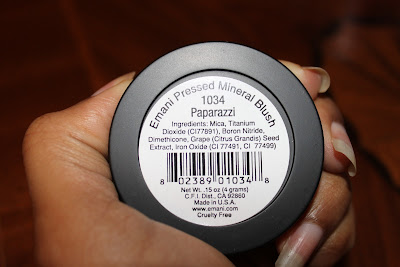 Emani Pressed Mineral Blush
1034
Paparazzi
Ingredients: Mica, Titanium
Dioxide (CI77891), Boron Nitride,
Dimethicone, Grape (Citrus Grandis) Seed
Extract, Iron Oxide (CI 77491, CI 77499)
8 02389 01034 8
Net Wt. .15 oz (4 grams)
C.F.I. Dist., CA 92860
Made in U.S.A.
www.emani.com
Cruelty Free